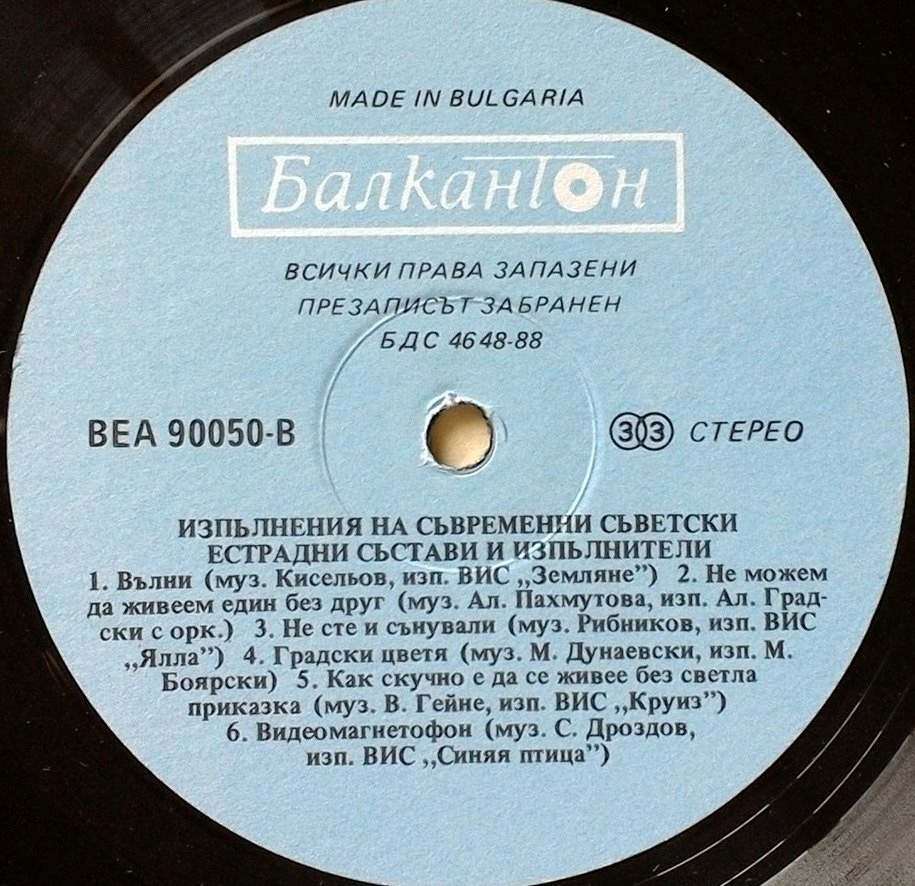 MADE IN BULGARIA
Балкантон
ВСИЧКИ ПРАВА ЗАПАЗЕНИ
ПРЕЗАПИСЪТ ЗАБРАНЕН
БДС 4648-88
ВЕА 90050-В
33 СТЕРЕО
ИЗПЪЛНЕНИЯ НА СЪВРЕМЕННИ СЪВЕТСКИ
ЕСТРАДНИ СЪСТАВИ И ИЗПЪЛНИТЕЛИ
1. Вълни (муз. Кисельов, изп. ВИС „Земляне”) 2. Не можем
да живеем един без друг (муз. Ал. Пахмутова, изп. Ал. Град-
ски с орк.) 3. Не сте и сънували (муз. Рибников, изп. ВИС
„Ялла”) 4. Градски цветя (муз. М. Дунаевски, изп. М.
Боярски) 5. Как скучно е да се живее без светла
приказка (муз. В. Гейне, изп. ВИС „Круиз”)
6. Видеомагнетофон (муз. С. Дроздов,
изп. ВИС „Синяя птица”)